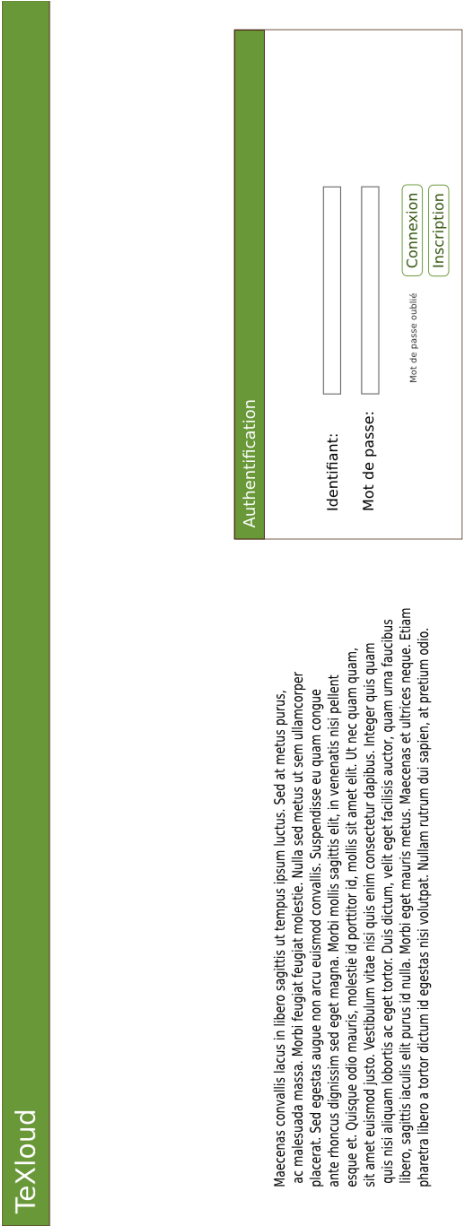 TeXloud
Maecenas convallis lacus in libero sagittis ut tempus ipsum luctus. Sed at metus purus,
ac malesuada massa. Morbi feugiat feugiat molestie. Nulla sed metus ut sem ullamcorper
placerat. Sed egestas augue non arcu euismod convallis. Suspendisse eu quam congue
ante rhoncus dignissim sed eget magna. Morbi mollis sagittis elit, in venenatis nisi pellent
esque et. Quisque odio mauris, molestie id porttitor id, mollis sit amet elit. Ut nec quam quam,
sit amet euismod justo. Vestibulum vitae nisi quis enim consectetur dapibus. Integer quis quam
quis nisi aliquam lobortis ac eget tortor. Duis dictum, velit eget facilisis auctor, quam urna faucibus
libero, sagittis iaculis elit purus id nulla. Morbi eget mauris metus. Maecenas et ultrices neque. Etiam
pharetra libero a tortor dictum id egestas nisi volutpat. Nullam rutrum dui sapien, at pretium odio.
Authentification
Identifiant:
Mot de passe:
Mot de passe oublié
Connexion
Inscription